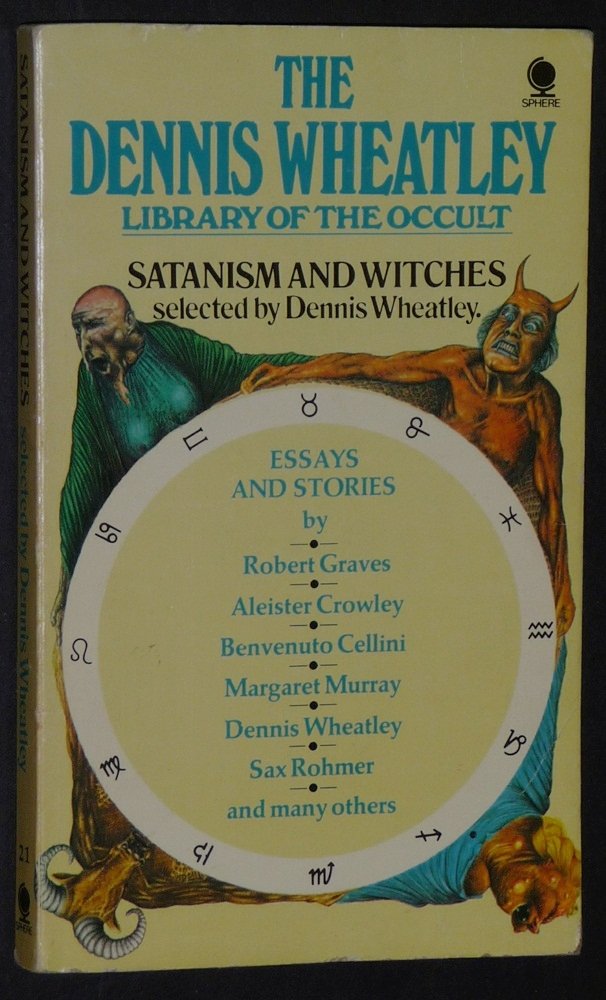 THE
DENNIS WHEATLEY
LIBRARY OF THE OCCULT
SPHERE
SATANISM AND WITCHES
selected by Dennis Wheatley.
ESSAYS
AND STORIES
by
Robert Graves
Aleister Crowley
Benvenuto Cellini
Margaret Murray
Dennis Wheatley
Sax Rohmer
and many others
SATANISM AND WITCHES selected by Dennis Wheatley
21
SPHERE